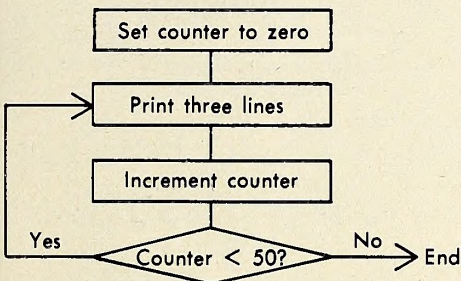 Set counter to zero
Print three lines
Increment counter
Yes
Counter < 50?
No
End